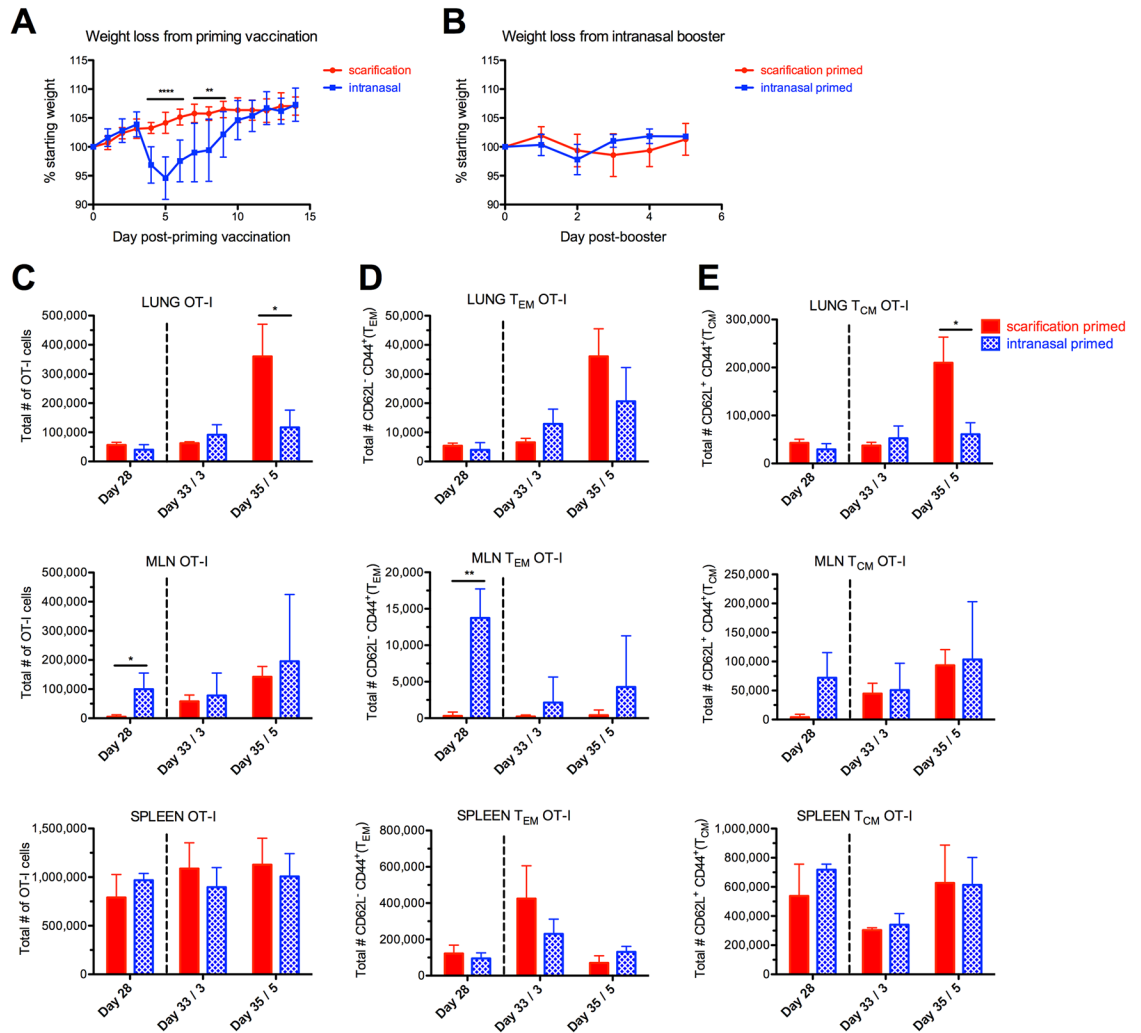 A
Weight loss from priming vaccination
% starting weight
115
110
105
100
95
90
0
5
10
15
Day post-priming vaccination
****
**
scarification
intranasal
B
Weight loss from intranasal booster
% starting weight
115
110
105
100
95
90
0
2
4
6
Day post-booster
scarification primed
intranasal primed
C
LUNG OT-I
Total # of OT-I cells
500,000
400,000
300,000
200,000
100,000
0
*
Day 28
Day 33 / 3
Day 35 / 5
D
LUNG TEM OT-I
Total # CD62L- CD44+(TEM)
50,000
40,000
30,000
20,000
10,000
0
Day 28
Day 33 / 3
Day 35 / 5
E
LUNG TCM OT-I
Total # CD62L+ CD44+(TCM)
300,000
200,000
100,000
50,000
0
*
Day 28
Day 33 / 3
Day 35 / 5
scarification primed
intranasal primed
MLN OT-I
Total # of OT-I cells
500,000
400,000
300,000
200,000
100,000
0
*
Day 28
Day 33 / 3
Day 35 / 5
MLN TEM OT-I
Total # CD62L- CD44+(TEM)
20,000
15,000
10,000
5,000
0
**
Day 28
Day 33 / 3
Day 35 / 5
MLN TCM OT-I
Total # CD62L+ CD44+(TCM)
250,000
200,000
150,000
100,000
50,000
0
Day 28
Day 33 / 3
Day 35 / 5
SPLEEN OT-I
Total # of OT-I cells
1,500,000
1,000,000
500,000
0
Day 28
Day 33 / 3
Day 35 / 5
SPLEEN TEM OT-I
Total # CD62L- CD44+(TEM)
800,000
600,000
400,000
200,000
0
Day 28
Day 33 / 3
Day 35 / 5
SPLEEN TCM OT-I
Total # CD62L+ CD44+(TCM)
1,000,000
800,000
600,000
400,000
200,000
0
Day 28
Day 33 / 3
Day 35 / 5